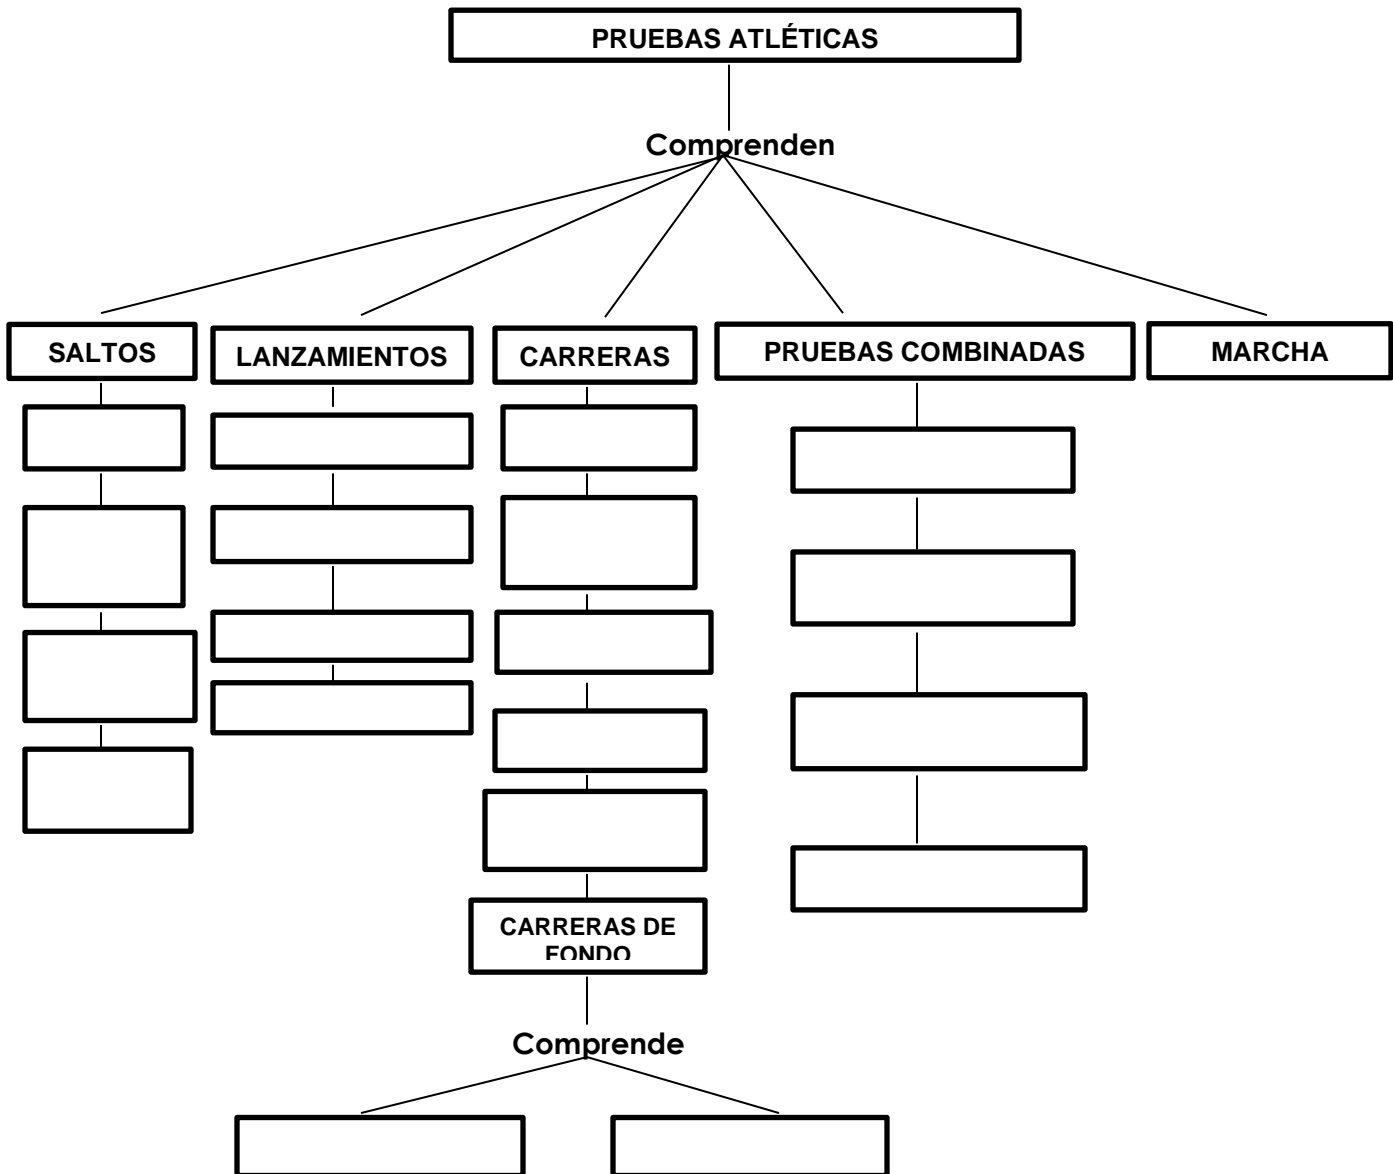 PRUEBAS ATLÉTICAS
Comprenden
SALTOS
LANZAMIENTOS
CARRERAS
PRUEBAS COMBINADAS
MARCHA
CARRERAS DE
FONDO
Comprende